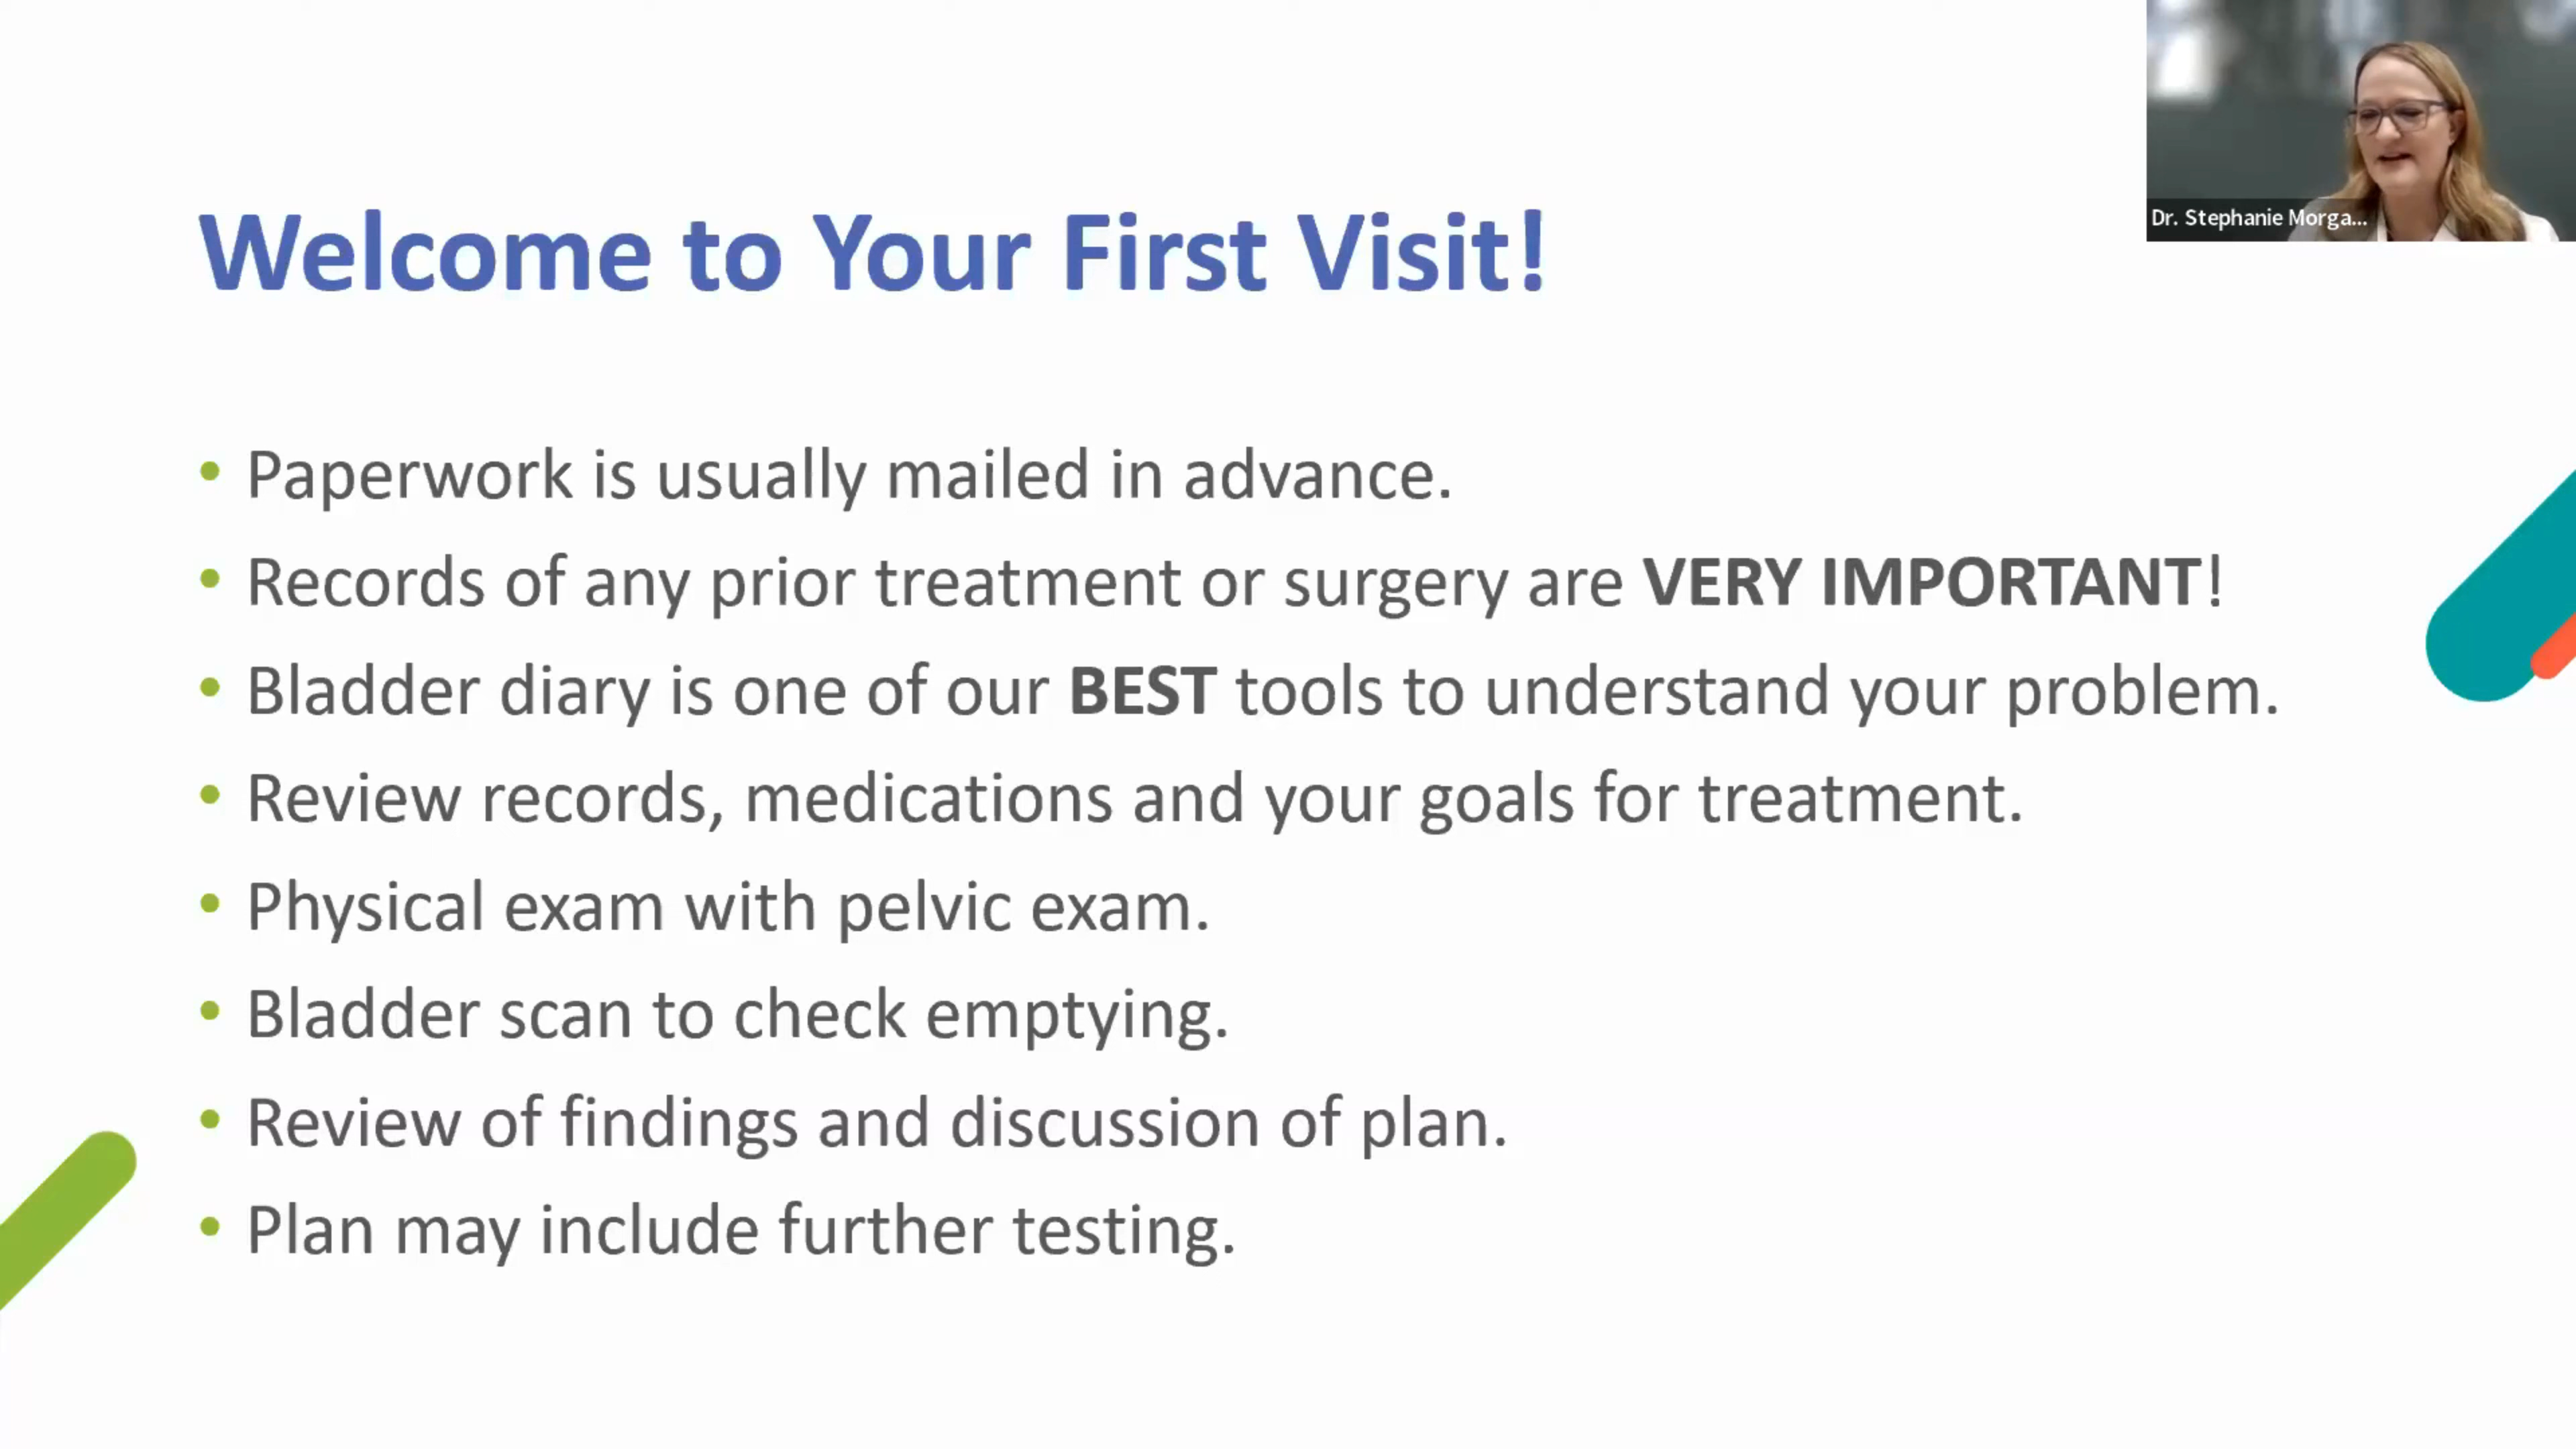 Dr. Stephanie Morga...
Welcome to Your First Visit!
• Paperwork is usually mailed in advance.
• Records of any prior treatment or surgery are VERY IMPORTANT!
• Bladder diary is one of our BEST tools to understand your problem.
• Review records, medications and your goals for treatment.
• Physical exam with pelvic exam.
• Bladder scan to check emptying.
• Review of findings and discussion of plan.
• Plan may include further testing.